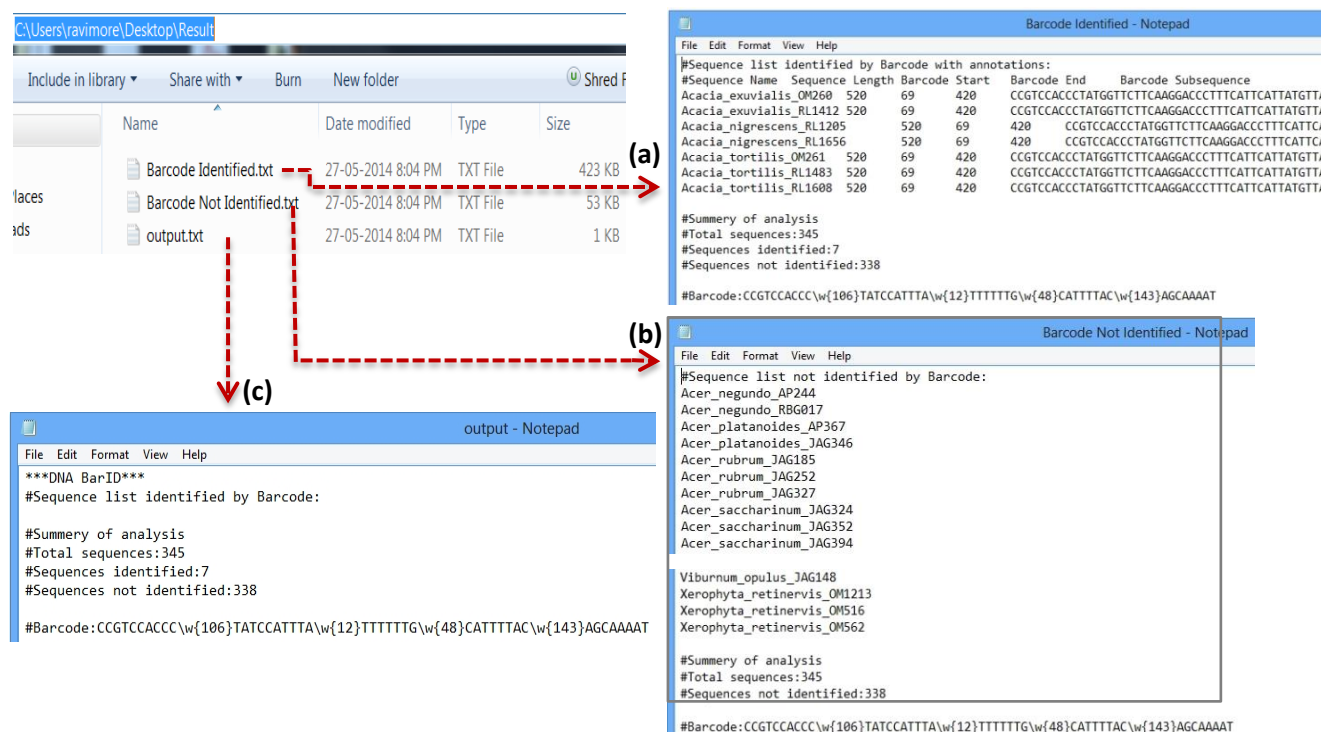 C:\Users\ravimore\Desktop\Result
Include in library Share with Burn New folder Shred F
Name Date modified Type Size
Barcode Identified.txt 27-05-2014 8:04 PM TXT File 423 KB
Places
Barcode Not Identified.txt 27-05-2014 8:04 PM TXT File 53 KB
ads
output.txt 27-05-2014 8:04 PM TXT File 1 KB
(a)
Barcode Identified - Notepad
File Edit Format View Help
#Sequence list identified by Barcode with annotations:
#Sequence Name Sequence Length Barcode Start Barcode End Barcode Subsequence
Acacia_exuvialis_OM260 520 69 420 CCGTCCACCCTATGGTTCTTCAAGGACCCTTTCATTCATTATGTTA
Acacia_exuvialis_RL1412 520 69 420 CCGTCCACCCTATGGTTCTTCAAGGACCCTTTCATTCATTATGTTA
Acacia_nigrescens_RL1205 520 69 420 CCGTCCACCCTATGGTTCTTCAAGGACCCTTTCATTCA
Acacia_nigrescens_RL1656 520 69 420 CCGTCCACCCTATGGTTCTTCAAGGACCCTTTCATTCA
Acacia_tortilis_OM261 520 69 420 CCGTCCACCCTATGGTTCTTCAAGGACCCTTTCATTCATTATGTTA
Acacia_tortilis_RL1483 520 69 420 CCGTCCACCCTATGGTTCTTCAAGGACCCTTTCATTCATTATGTTA
Acacia_tortilis_RL1608 520 69 420 CCGTCCACCCTATGGTTCTTCAAGGACCCTTTCATTCATTATGTTA
#Summery of analysis
#Total sequences:345
#Sequences identified:7
#Sequences not identified:338
#Barcode:CCGTCCACCC\w{106}TATCCATTTA\w{12}TTTTTTG\w{48}CATTTTAC\w{143}AGCAAAAT
(b)
Barcode Not Identified - Notepad
File Edit Format View Help
#Sequence list not identified by Barcode:
Acer_negundo_AP244
Acer_negundo_RBG017
Acer_platanoides_AP367
Acer_platanoides_JAG346
Acer_rubrum_JAG185
Acer_rubrum_JAG252
Acer_rubrum_JAG327
Acer_saccharinum_JAG324
Acer_saccharinum_JAG352
Acer_saccharinum_JAG394
Viburnum_opulus_JAG148
Xerophyta_retinervis_OM1213
Xerophyta_retinervis_OM516
Xerophyta_retinervis_OM562
#Summery of analysis
#Total sequences:345
#Sequences not identified:338
#Barcode:CCGTCCACCC\w{106}TATCCATTTA\w{12}TTTTTTG\w{48}CATTTTAC\w{143}AGCAAAAT
(c)
output - Notepad
File Edit Format View Help
***DNA BarID***
#Sequence list identified by Barcode:
#Summery of analysis
#Total sequences:345
#Sequences identified:7
#Sequences not identified:338
#Barcode:CCGTCCACCC\w{106}TATCCATTTA\w{12}TTTTTTG\w{48}CATTTTAC\w{143}AGCAAAAT